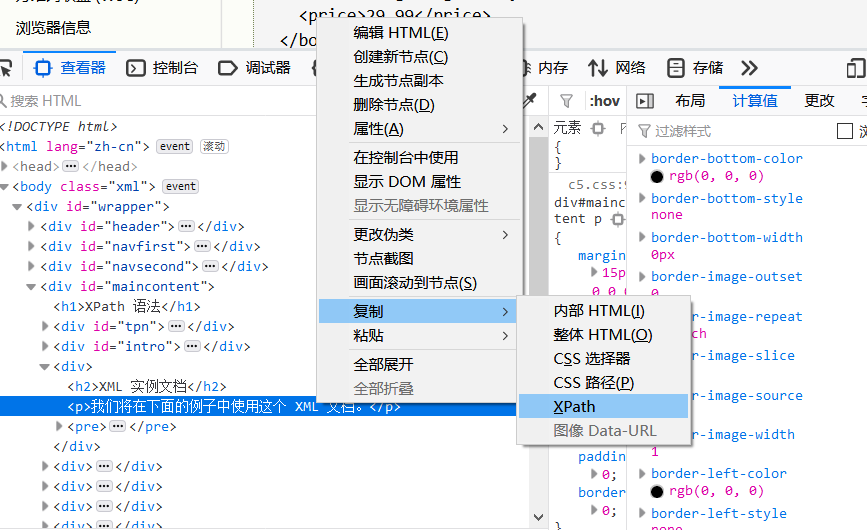 浏览器信息
<price>29.99</price>
</bo
查看器 控制台 调试器 内存 网络 存储
搜索 HTML
:hov 布局 计算值 更改
<!DOCTYPE html>
<html lang="zh-cn"> event 滚动
<head> </head>
<body class="xml"> event
<div id="wrapper">
<div id="header"> </div>
<div id="navfirst"> </div>
<div id="navsecond"> </div>
<div id="maincontent">
<h1>XPath 语法</h1>
<div id="tpn"> </div>
<div id="intro"> </div>
<div>
<h2>XML 实例文档</h2>
<p>我们将在下面的例子中使用这个 XML 文档。</p>
<pre> </pre>
</div>
<div> </div>
<div> </div>
<div> </div>
<div> </div>
编辑 HTML(E)
创建新节点(C)
生成节点副本
删除节点(D)
属性(A)
在控制台中使用
显示 DOM 属性
显示无障碍环境属性
更改伪类
节点截图
画面滚动到节点(S)
复制
粘贴
全部展开
全部折叠
内部 HTML(I)
整体 HTML(O)
CSS 选择器
CSS 路径(P)
XPath
图像 Data-URL
元素
{
}
c5.css:
div#mainc
tent p
{
margin
15p
paddin
0;
border
0;
}
过滤样式
border-bottom-color
rgb(0, 0, 0)
border-bottom-style
none
border-bottom-width
0px
border-image-outset
0
border-image-repeat
border-image-slice
border-image-source
border-image-width
1
border-left-color
rgb(0, 0, 0)
border-left-style